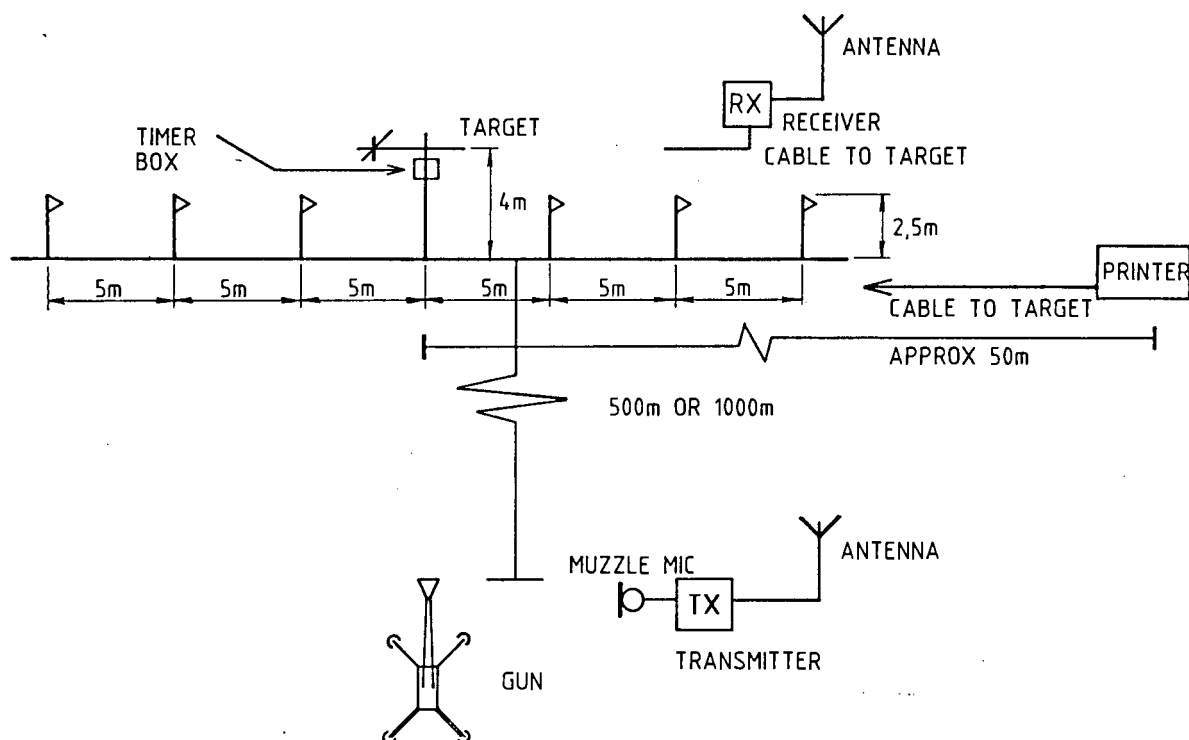 ANTENNA
RX
RECEIVER
CABLE TO TARGET
TIMER
BOX
TARGET
4m
2,5m
5m
5m
5m
5m
5m
5m
PRINTER
CABLE TO TARGET
APPROX 50m
500m OR 1000m
MUZZLE MIC
TX
ANTENNA
TRANSMITTER
GUN